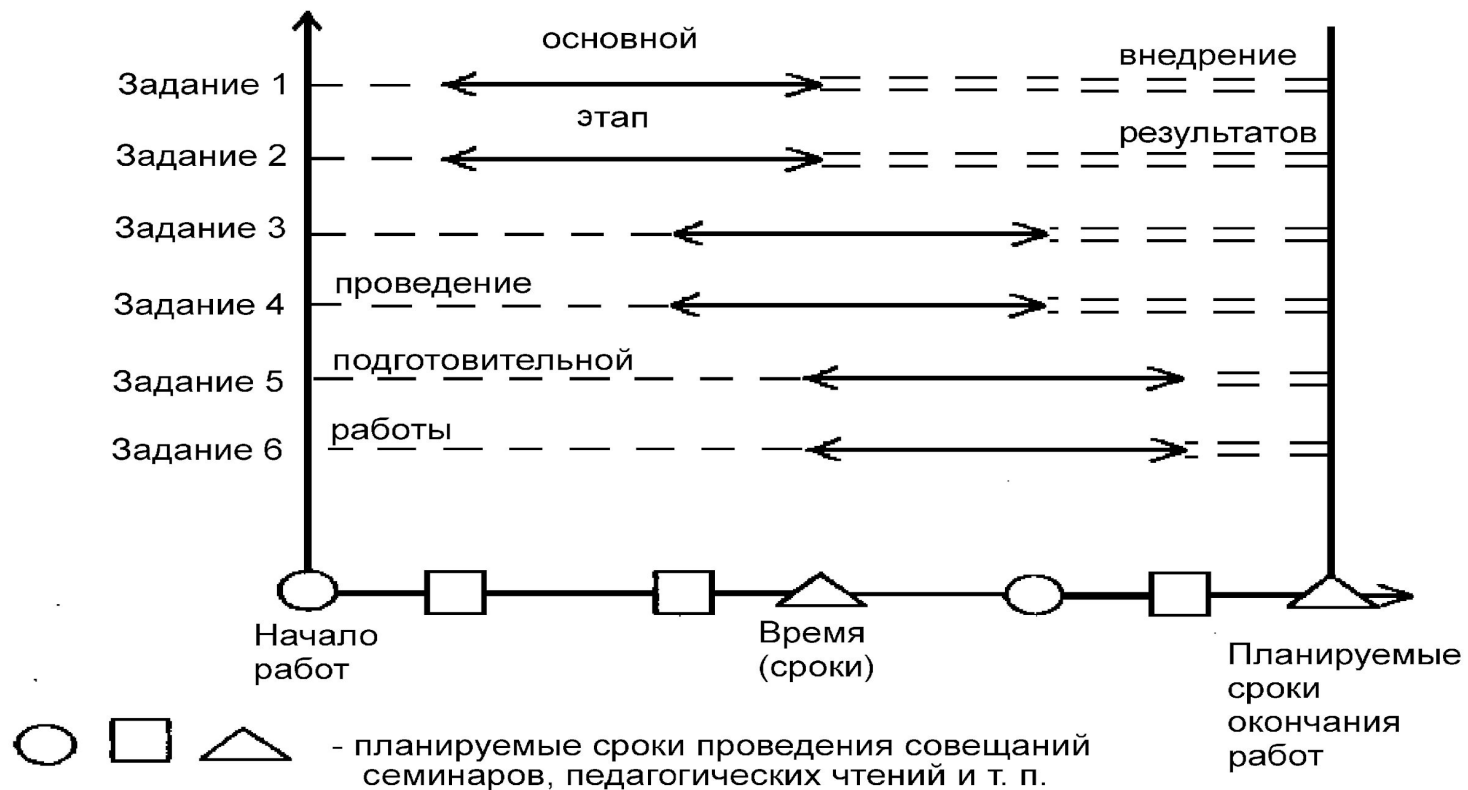 основной
внедрение
Задание 1
этап
результатов
Задание 2
Задание 3
проведение
Задание 4
подготовительной
Задание 5
работы
Задание 6
Начало
работ
Время
(сроки)
Планируемые
сроки
окончания
работ
- планируемые сроки проведения совещаний
семинаров, педагогических чтений и т. п.